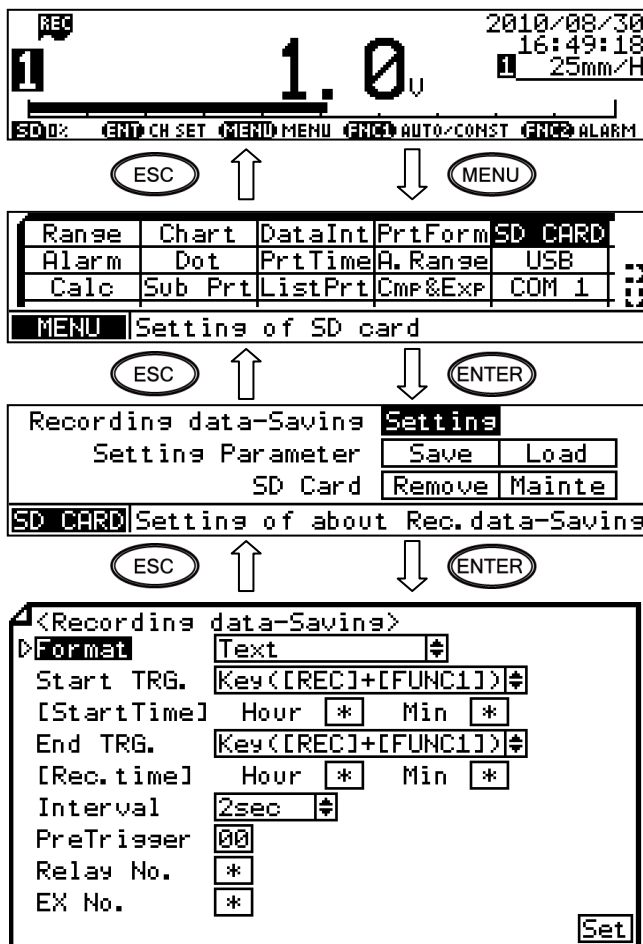 REC 2010/08/30
16:49:18
1 1.0V 1 25mm/H
SD 0% ENT CH SET MENU MENU FNC1 AUTO/CONST FNC2 ALARM
ESC MENU
Range Chart DataInt PrtForm SD CARD
Alarm Dot PrtTime A.Range USB
Calc Sub Prt ListPrt Cmp&Exp COM 1
MENU Setting of SD card
ESC ENTER
Recording data-Saving Setting
Setting Parameter Save Load
SD Card Remove Mainte
SD CARD Setting of about Rec.data-Saving
ESC ENTER
<Recording data-Saving>
Format Text
Start TRG. Key([REC]+[FUNC1])
[StartTime] Hour * Min *
End TRG. Key([REC]+[FUNC1])
[Rec.time] Hour * Min *
Interval 2sec
PreTrigger 00
Relay No. *
EX No. *
Set